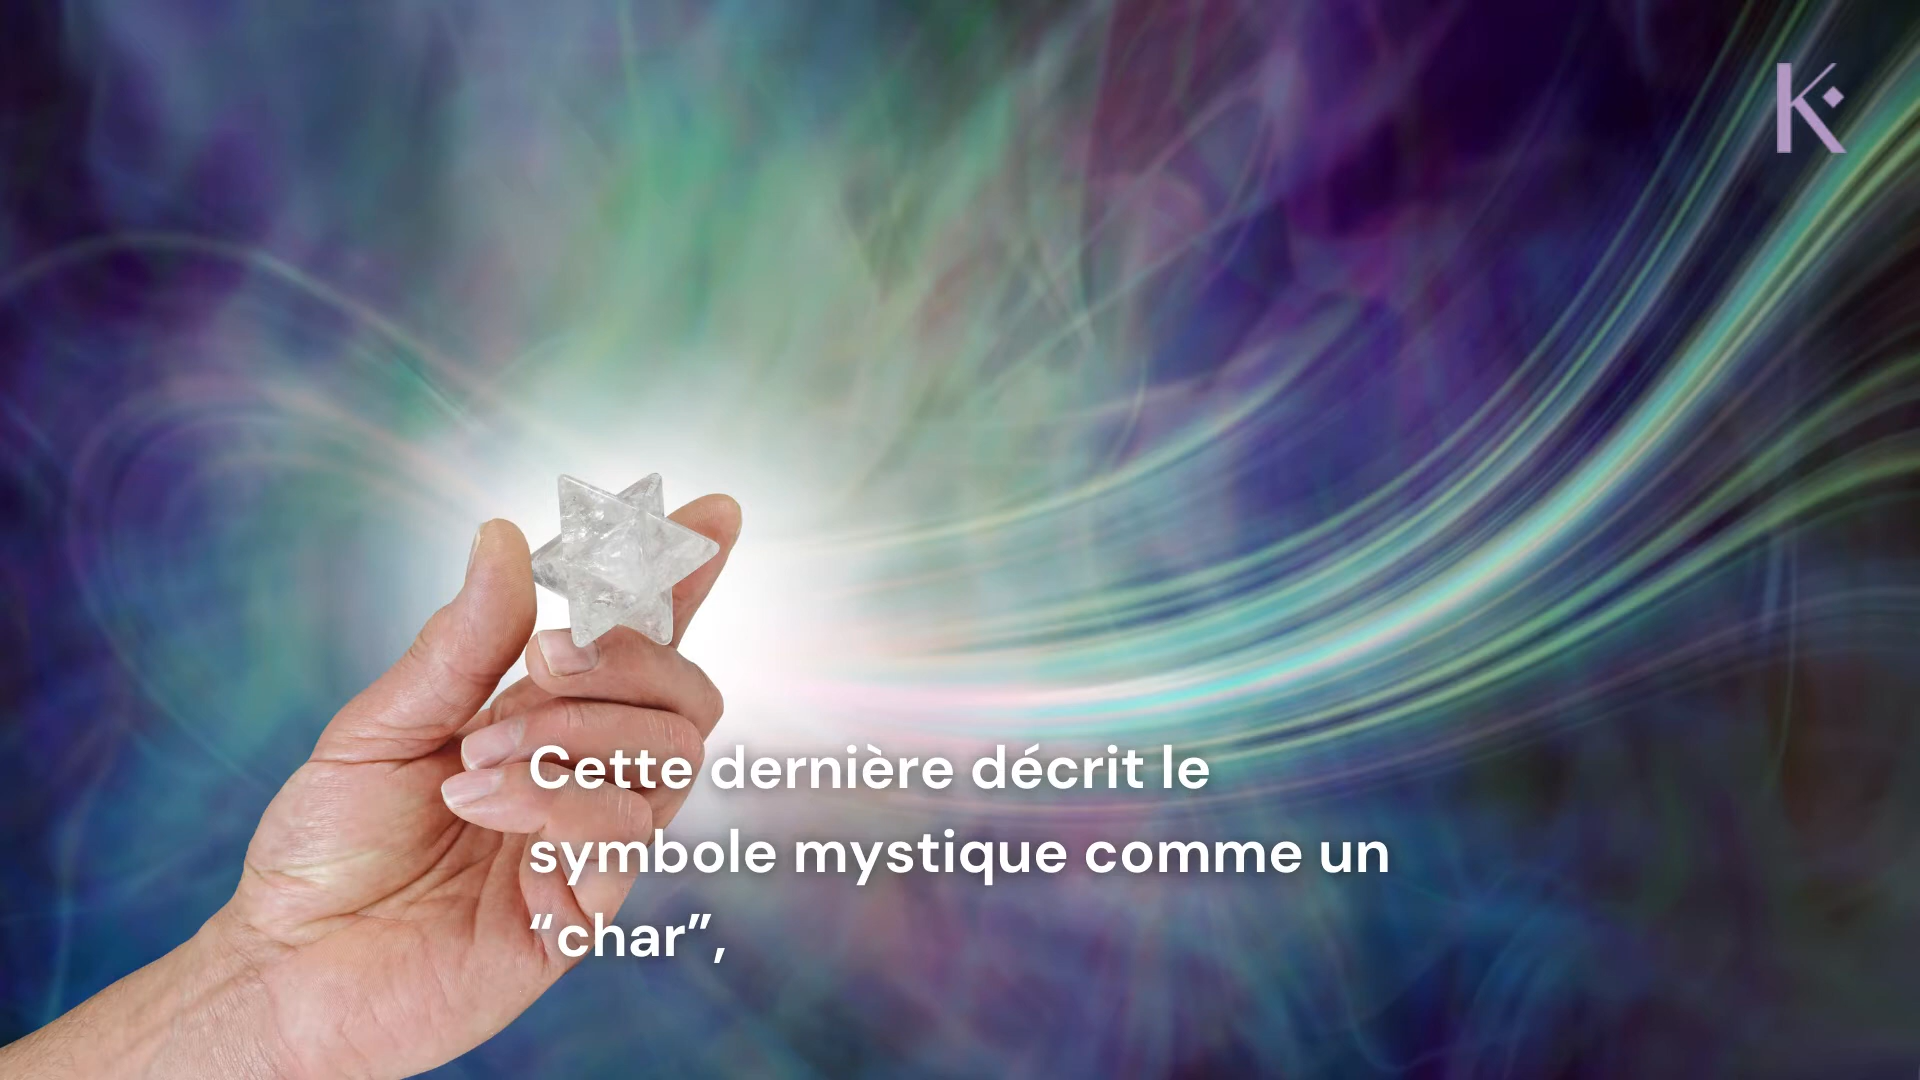 K
Cette dernière décrit le
symbole mystique comme un
“char”,